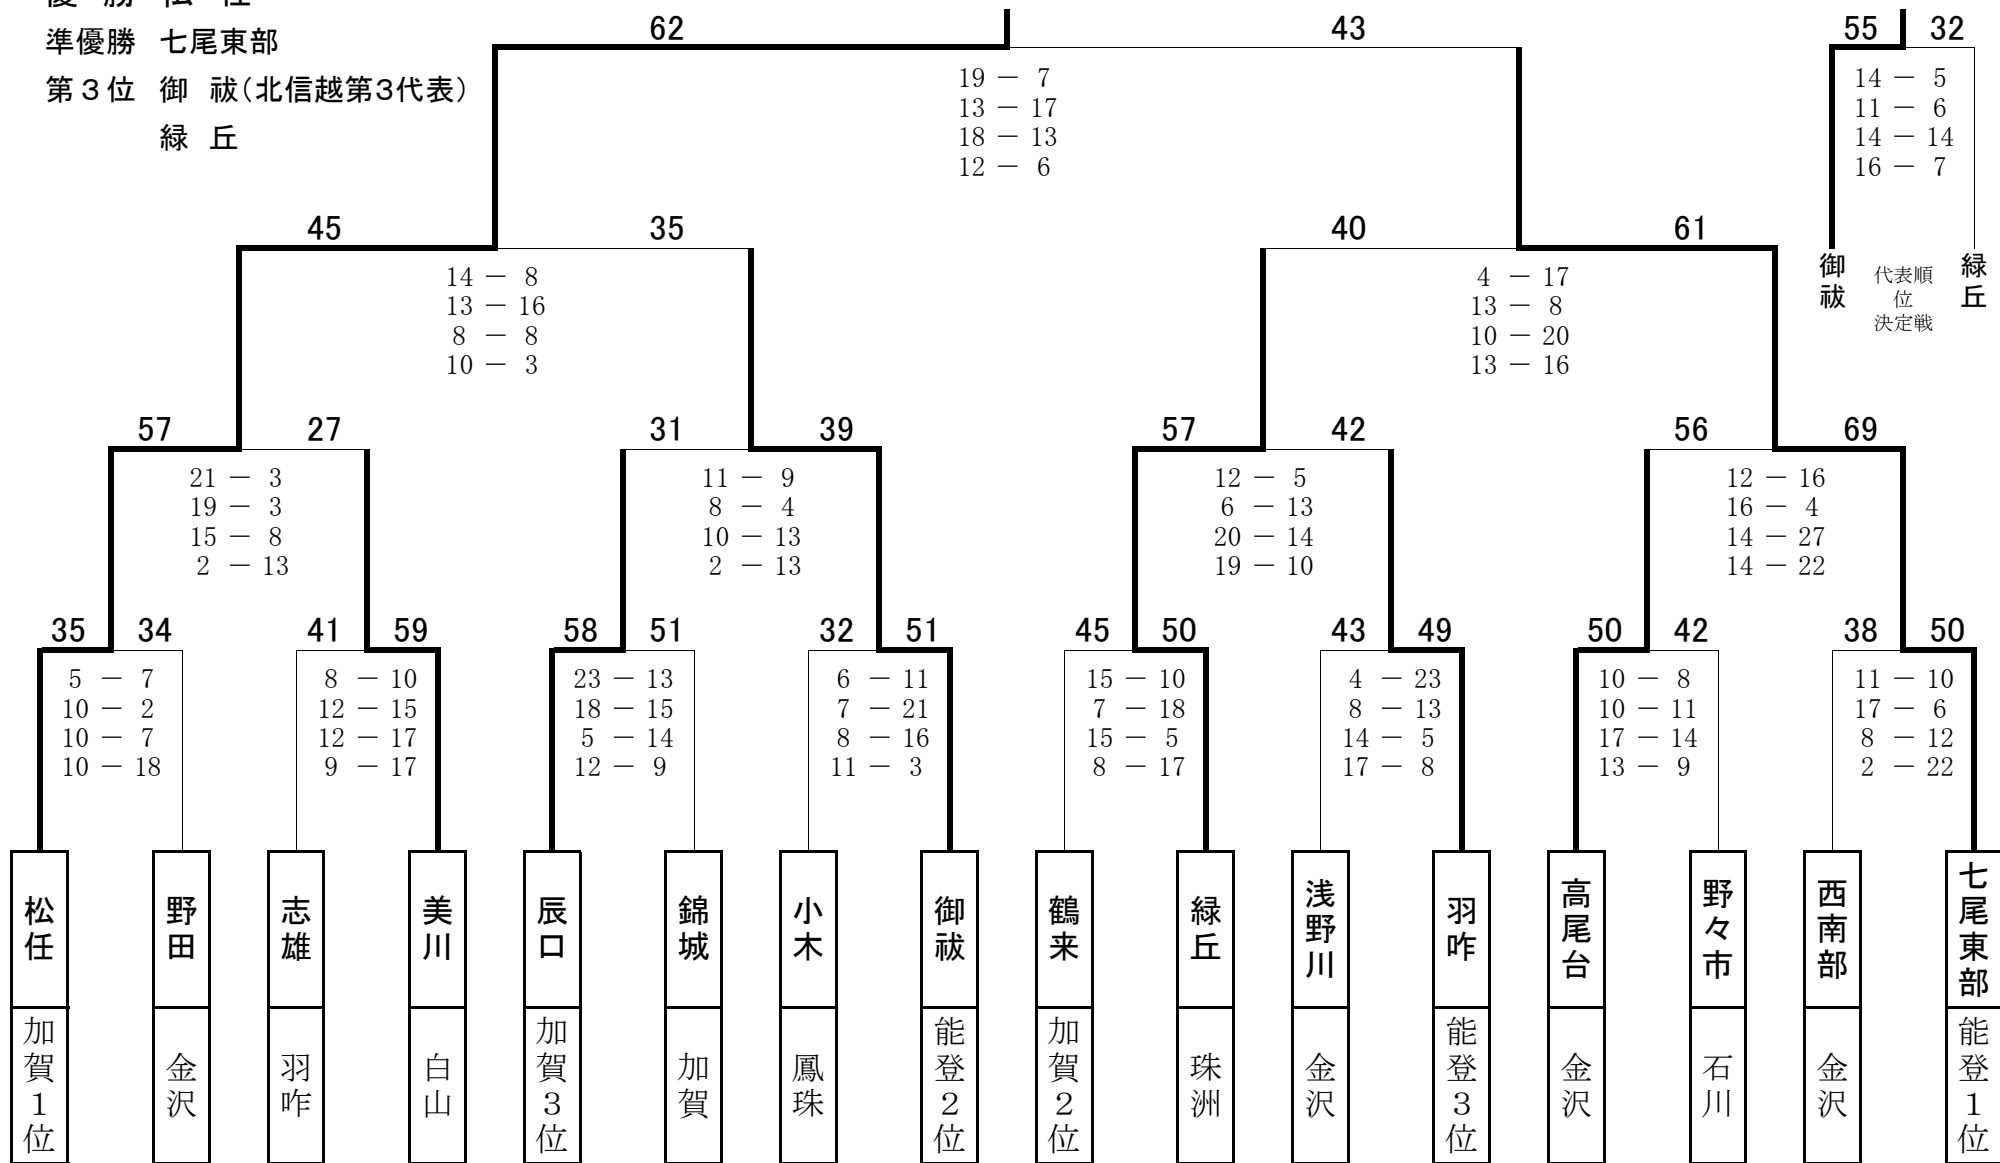 優勝 松任
62
43
55 32
準優勝 七尾東部
第3位 御祓(北信越第3代表)
緑丘
19 － 7
13 － 17
18 － 13
12 － 6
14 － 5
11 － 6
14 － 14
16 － 7
45
35
40
61
14 － 8
13 － 16
8 － 8
10 － 3
4 － 17
13 － 8
10 － 20
13 － 16
御祓
代表順
位
決定戦
緑丘
57 27
31 39
57 42
56 69
21 － 3
19 － 3
15 － 8
2 － 13
11 － 9
8 － 4
10 － 13
2 － 13
12 － 5
6 － 13
20 － 14
19 － 10
12 － 16
16 － 4
14 － 27
14 － 22
35 34
41 59
58 51
32 51
45 50
43 49
50 42
38 50
5 － 7
10 － 2
10 － 7
10 － 18
8 － 10
12 － 15
12 － 17
9 － 17
23 － 13
18 － 15
5 － 14
12 － 9
6 － 11
7 － 21
8 － 16
11 － 3
15 － 10
7 － 18
15 － 5
8 － 17
4 － 23
8 － 13
14 － 5
17 － 8
10 － 8
10 － 11
17 － 14
13 － 9
11 － 10
17 － 6
8 － 12
2 － 22
松任
野田
志雄
美川
辰口
錦城
小木
御祓
鶴来
緑丘
浅野川
羽咋
高尾台
野々市
西南部
七尾東部
加賀1位
金沢
羽咋
白山
加賀3位
加賀
鳳珠
能登2位
加賀2位
珠洲
金沢
能登3位
金沢
石川
金沢
能登1位